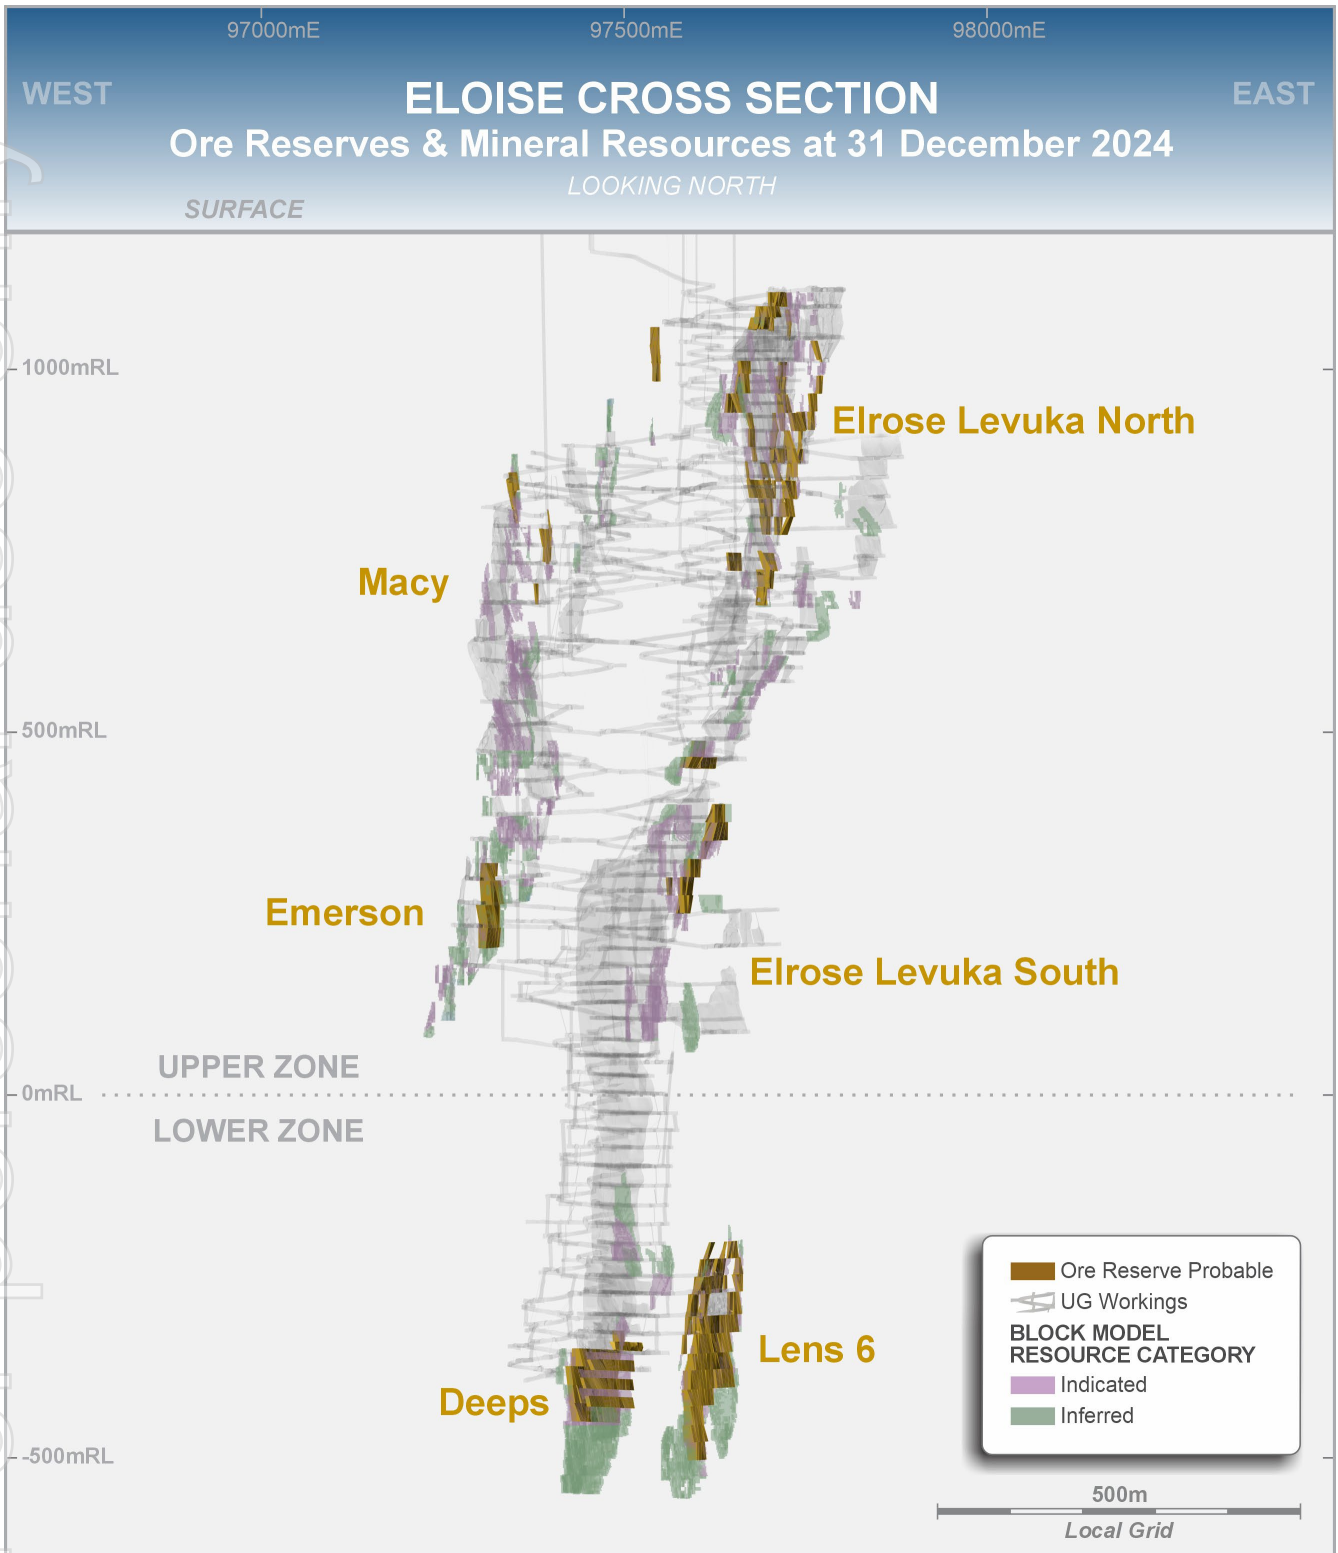 97000mE 97500mE 98000mE
WEST
EAST
ELOISE CROSS SECTION
Ore Reserves & Mineral Resources at 31 December 2024
LOOKING NORTH
SURFACE
1000mRL
Elrose Levuka North
Macy
500mRL
Emerson
Elrose Levuka South
UPPER ZONE
0mRL
LOWER ZONE
Lens 6
Deeps
-500mRL
Ore Reserve Probable
UG Workings
BLOCK MODEL
RESOURCE CATEGORY
Indicated
Inferred
500m
Local Grid